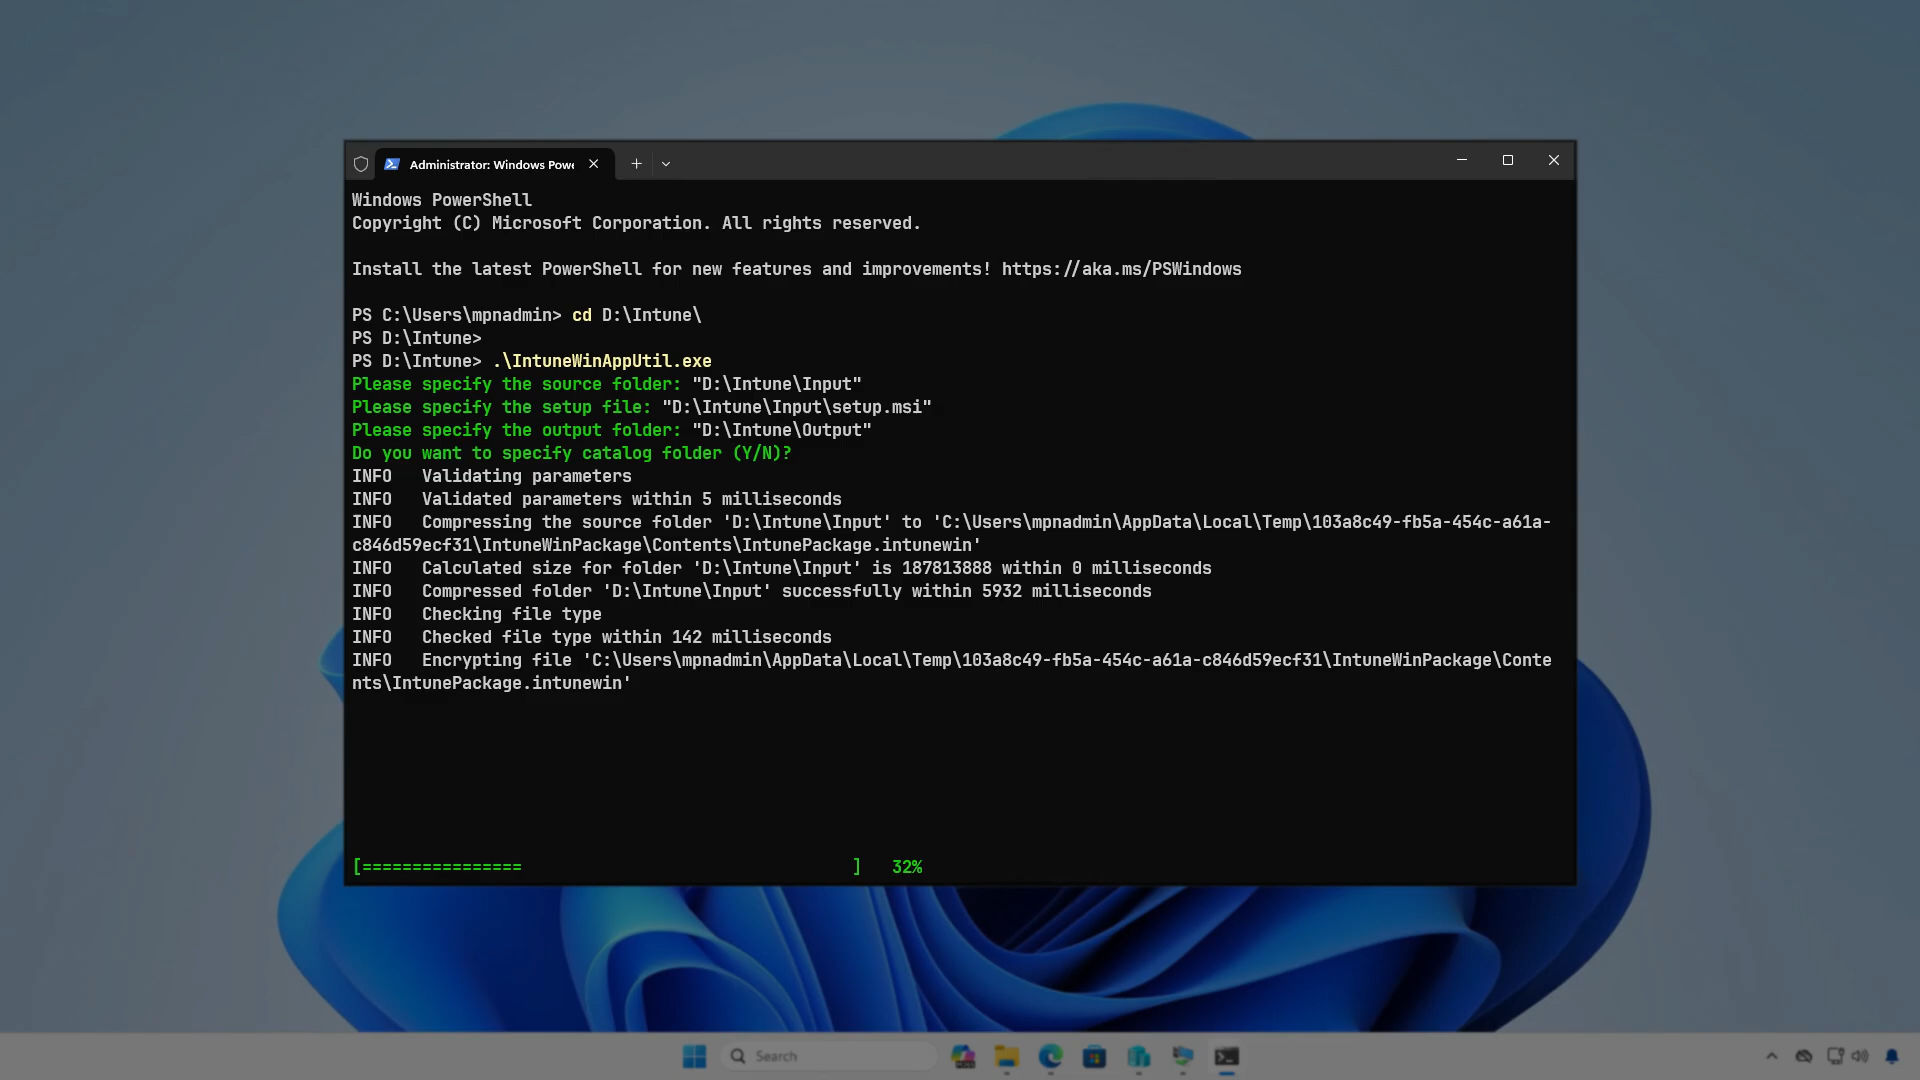 Administrator: Windows Powe
Windows PowerShell
Copyright (C) Microsoft Corporation. All rights reserved.
Install the latest PowerShell for new features and improvements! https://aka.ms/PSWindows
PS C:\Users\mpnadmin> cd D:\Intune\
PS D:\Intune>
PS D:\Intune> .\IntuneWinAppUtil.exe
Please specify the source folder: "D:\Intune\Input"
Please specify the setup file: "D:\Intune\Input\setup.msi"
Please specify the output folder: "D:\Intune\Output"
Do you want to specify catalog folder (Y/N)?
INFO   Validating parameters
INFO   Validated parameters within 5 milliseconds
INFO   Compressing the source folder 'D:\Intune\Input' to 'C:\Users\mpnadmin\AppData\Local\Temp\103a8c49-fb5a-454c-a61a-
c846d59ecf31\IntuneWinPackage\Contents\IntunePackage.intunewin'
INFO   Calculated size for folder 'D:\Intune\Input' is 187813888 within 0 milliseconds
INFO   Compressed folder 'D:\Intune\Input' successfully within 5932 milliseconds
INFO   Checking file type
INFO   Checked file type within 142 milliseconds
INFO   Encrypting file 'C:\Users\mpnadmin\AppData\Local\Temp\103a8c49-fb5a-454c-a61a-c846d59ecf31\IntuneWinPackage\Conte
nts\IntunePackage.intunewin'
[================                                 ]   32%
Search